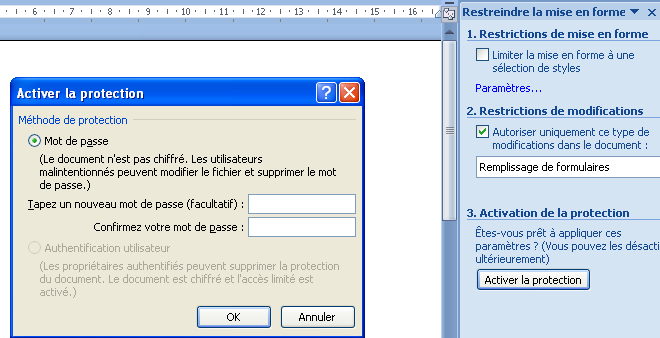 6 7 8 9 10 11 12 13 14 15 16
Activer la protection
Méthode de protection
Mot de passe
(Le document n'est pas chiffré. Les utilisateurs
malintentionnés peuvent modifier le fichier et supprimer le mot
de passe.)
Tapez un nouveau mot de passe (facultatif) :
Confirmez votre mot de passe :
Authentification utilisateur
(Les propriétaires authentifiés peuvent supprimer la protection
du document. Le document est chiffré et l'accès limité est
activé.)
OK Annuler
Restreindre la mise en forme
1. Restrictions de mise en forme
Limiter la mise en forme à une
sélection de styles
Paramètres...
2. Restrictions de modifications
Autoriser uniquement ce type de
modifications dans le document :
Remplissage de formulaires
3. Activation de la protection
Êtes-vous prêt à appliquer ces
paramètres ? (Vous pouvez les désacti
ultérieurement)
Activer la protection